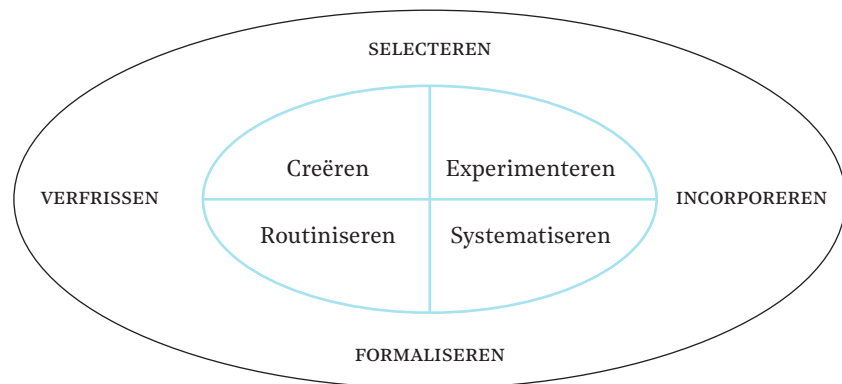 SELECTEREN
Creëren Experimenteren
VERFRISSEN INCORPOREREN
Routiniseren Systematiseren
FORMALISEREN